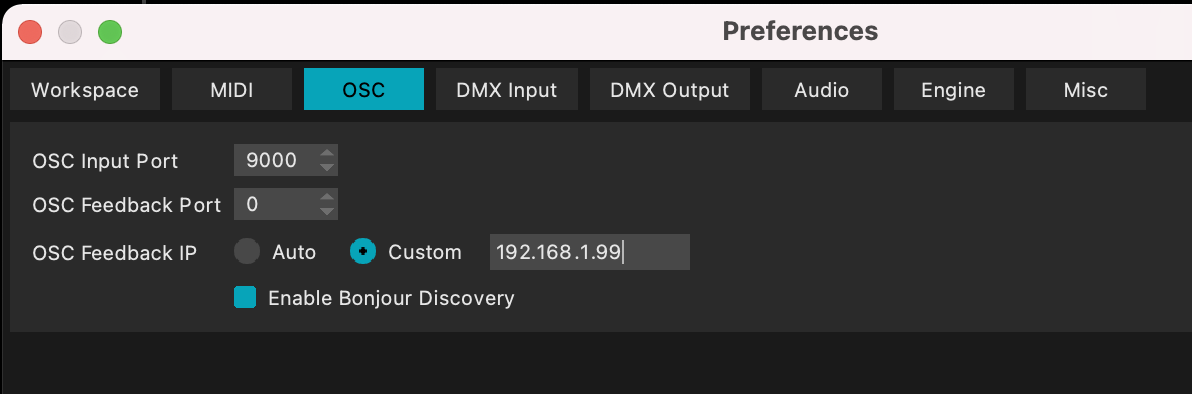 Preferences
Workspace MIDI OSC DMX Input DMX Output Audio Engine Misc
OSC Input Port 9000
OSC Feedback Port 0
OSC Feedback IP Auto Custom 192.168.1.99
Enable Bonjour Discovery